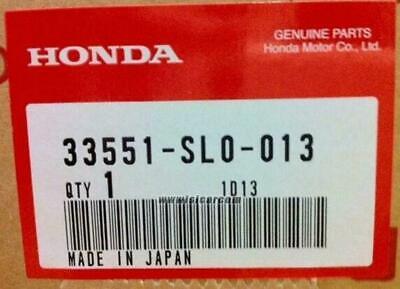 HONDA
GENUINE PARTS
Honda Motor Co., Ltd.
33551-SL0-013
QTY 1 1D13
MADE IN JAPAN